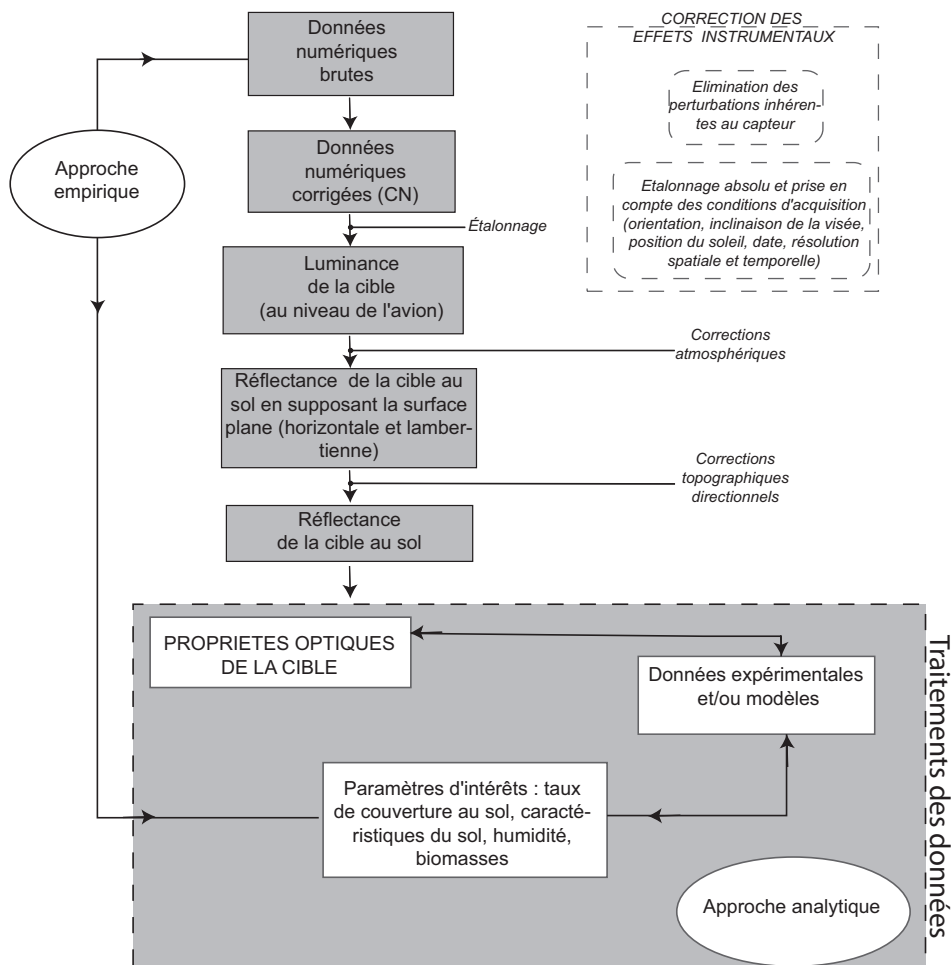 Données
numériques
brutes
CORRECTION DES
EFFETS INSTRUMENTAUX
Elimination des
perturbations inhéren-
tes au capteur
Approche
empirique
Données
numériques
corrigées (CN)
Etalonnage absolu et prise en
compte des conditions d'acquisition
(orientation, inclinaison de la visée,
position du soleil, date, résolution
spatiale et temporelle)
Étalonnage
Luminance
de la cible
(au niveau de l'avion)
Corrections
atmosphériques
Réflectance de la cible au
sol en supposant la surface
plane (horizontale et lamber-
tienne)
Corrections
topographiques
directionnels
Réflectance
de la cible au sol
PROPRIETES OPTIQUES
DE LA CIBLE
Données expérimentales
et/ou modèles
Traitements des données
Paramètres d'intérêts : taux
de couverture au sol, caracté-
ristiques du sol, humidité,
biomasses
Approche analytique